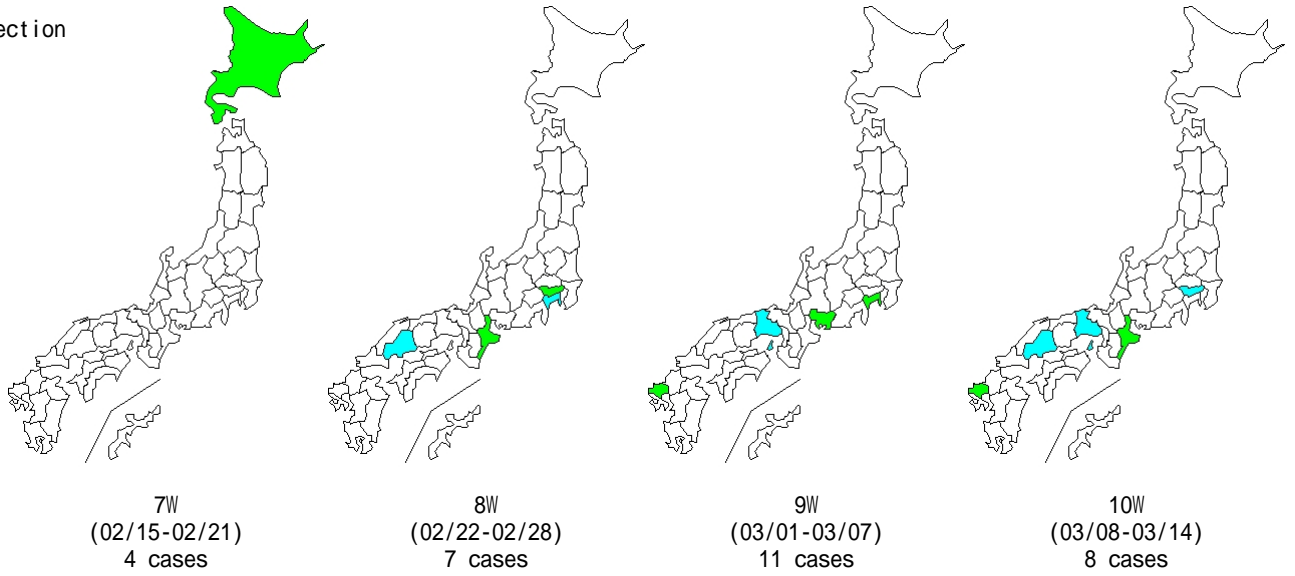 ection
7W
(02/15-02/21)
4 cases
8W
(02/22-02/28)
7 cases
9W
(03/01-03/07)
11 cases
10W
(03/08-03/14)
8 cases